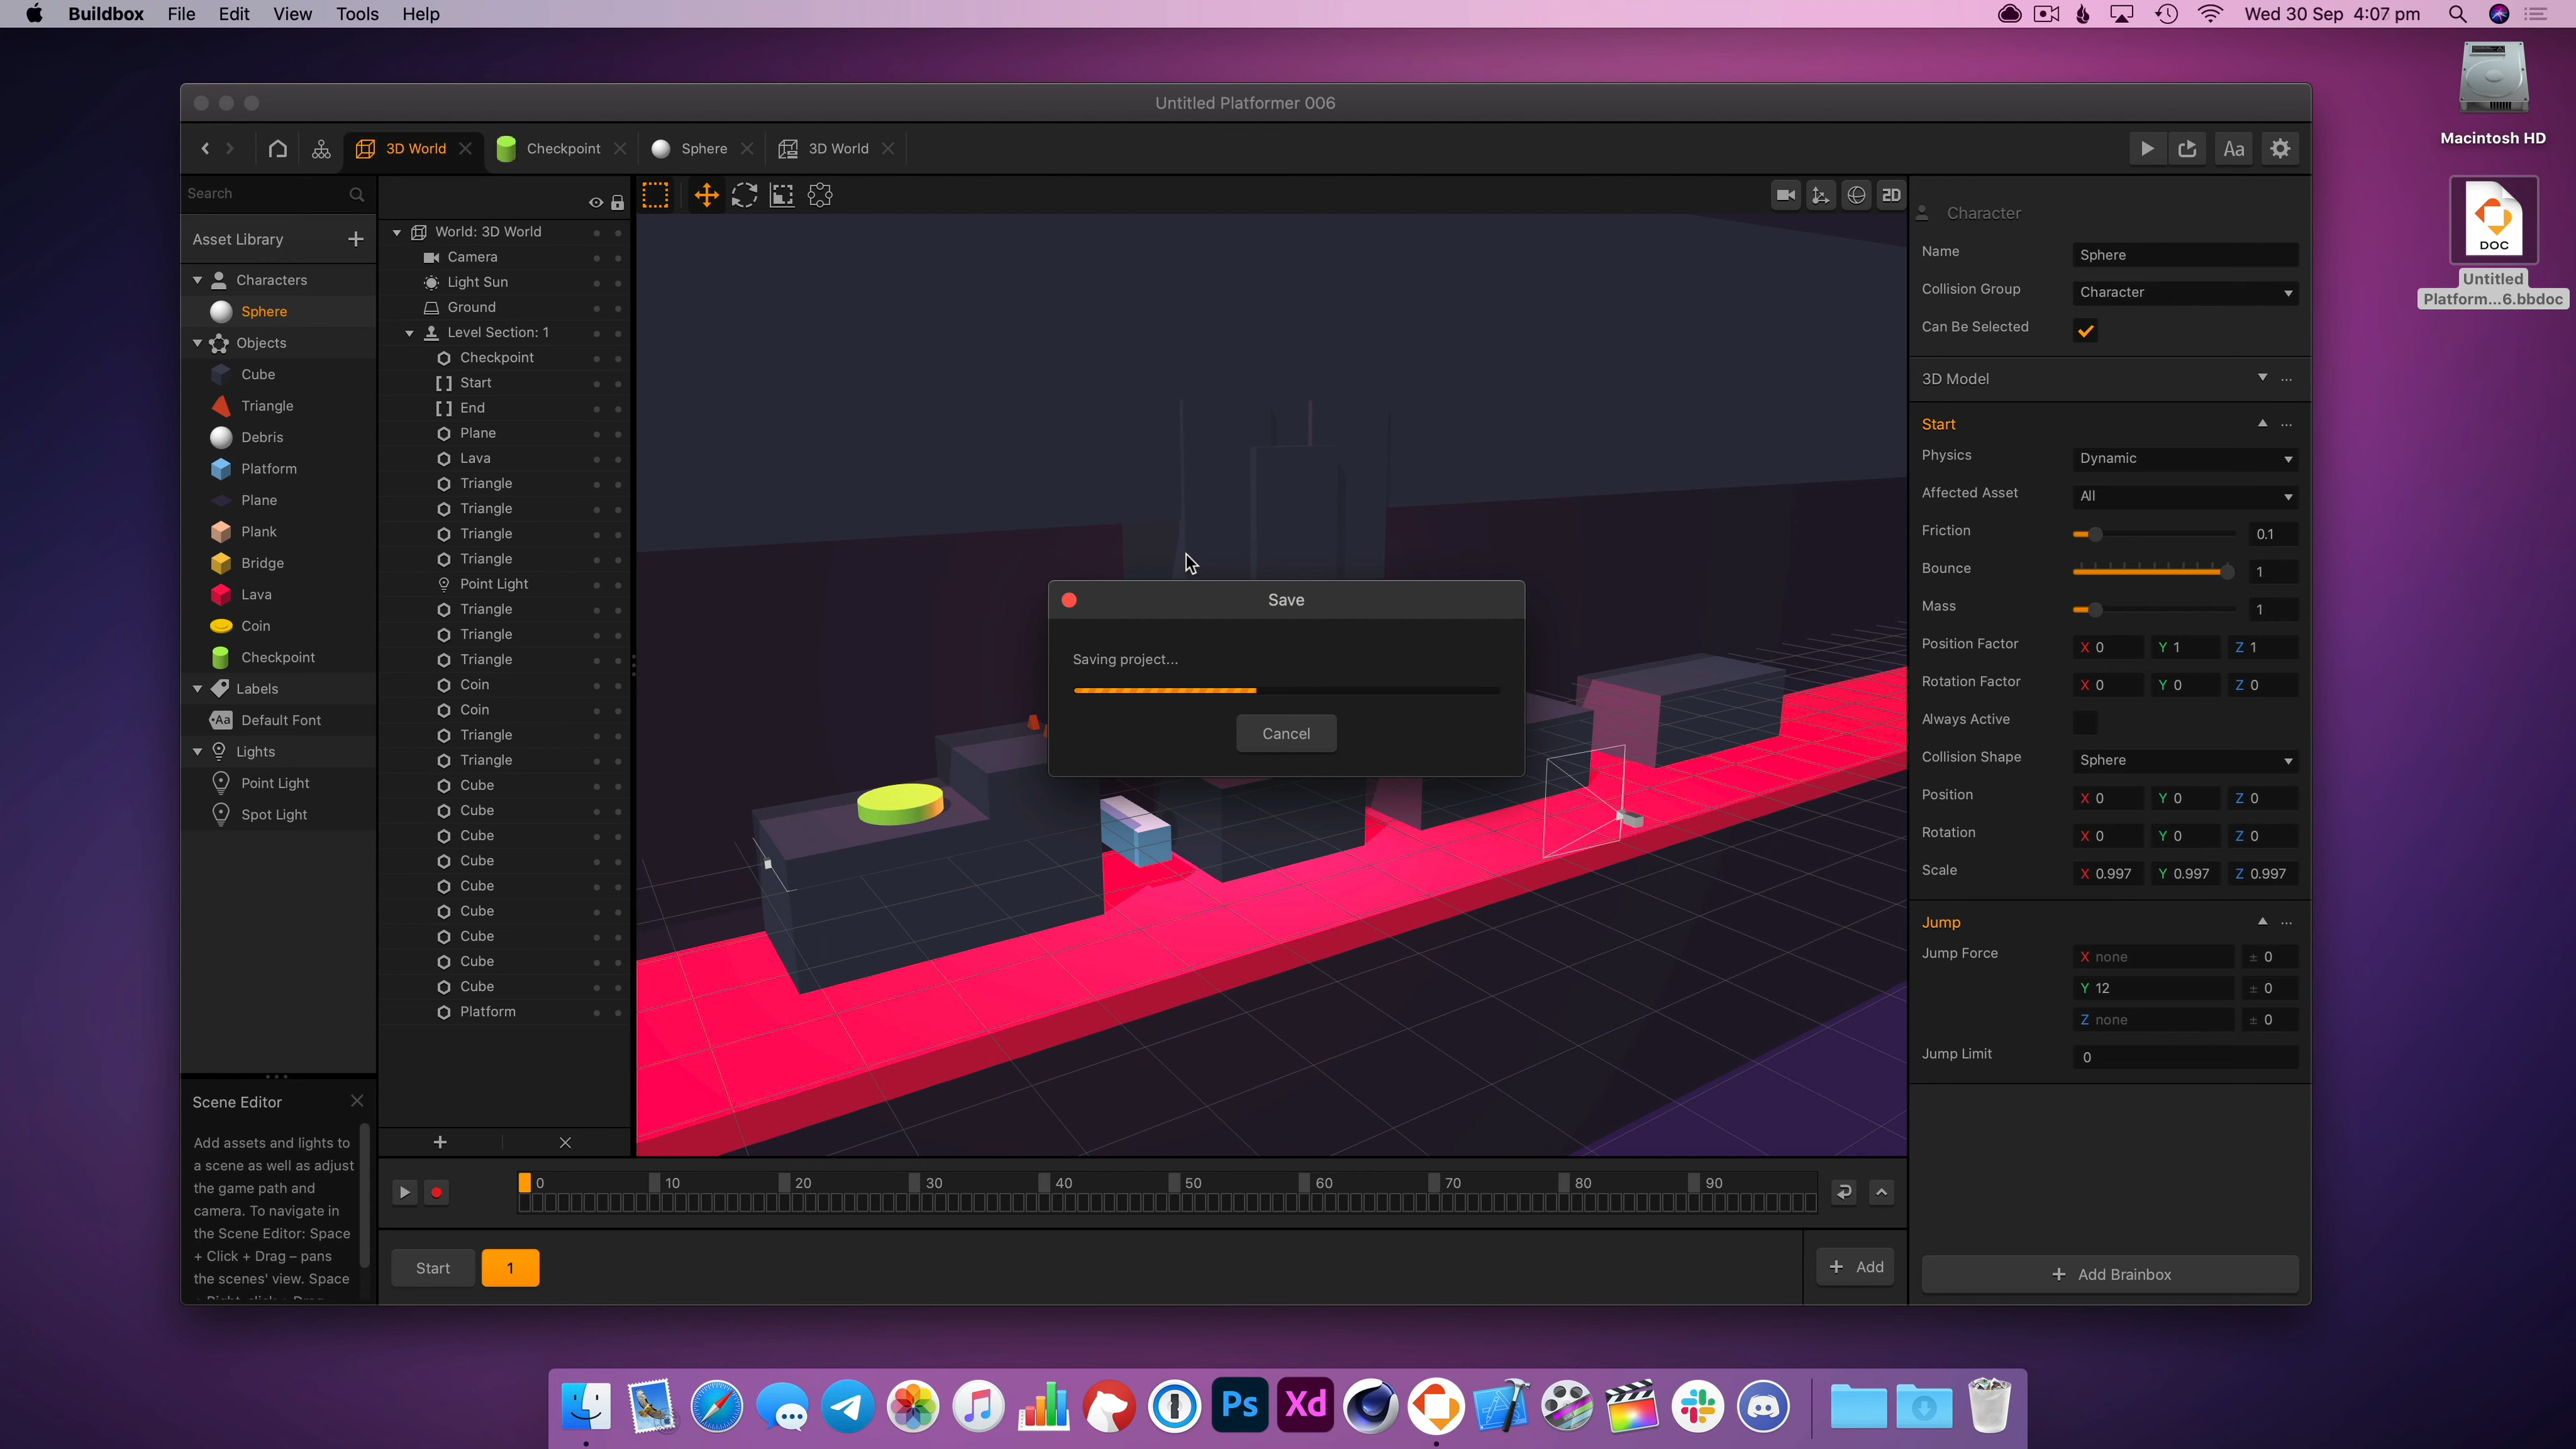 Buildbox File Edit View Tools Help
Wed 30 Sep 4:07 pm
Macintosh HD
DOC
Untitled
Platform...6.bbdoc
Untitled Platformer 006
3D World
Checkpoint
Sphere
3D World
Aa
Search
Asset Library
Characters
Sphere
Objects
Cube
Triangle
Debris
Platform
Plane
Plank
Bridge
Lava
Coin
Checkpoint
Labels
Aa Default Font
Lights
Point Light
Spot Light
Scene Editor
Add assets and lights to
a scene as well as adjust
the game path and
camera. To navigate in
the Scene Editor: Space
+ Click + Drag – pans
the scenes' view. Space
World: 3D World
Camera
Light Sun
Ground
Level Section: 1
Checkpoint
Start
End
Plane
Lava
Triangle
Triangle
Triangle
Triangle
Point Light
Triangle
Triangle
Triangle
Coin
Coin
Triangle
Triangle
Cube
Cube
Cube
Cube
Cube
Cube
Cube
Cube
Cube
Platform
2D
Save
Saving project...
Cancel
0 10 20 30 40 50 60 70 80 90
Start 1
+ Add
Character
Name Sphere
Collision Group Character
Can Be Selected
3D Model ...
Start ...
Physics Dynamic
Affected Asset All
Friction 0.1
Bounce 1
Mass 1
Position Factor X 0 Y 1 Z 1
Rotation Factor X 0 Y 0 Z 0
Always Active
Collision Shape Sphere
Position X 0 Y 0 Z 0
Rotation X 0 Y 0 Z 0
Scale X 0.997 Y 0.997 Z 0.997
Jump ...
Jump Force X none ± 0
Y 12 ± 0
Z none ± 0
Jump Limit 0
+ Add Brainbox
Ps
Xd